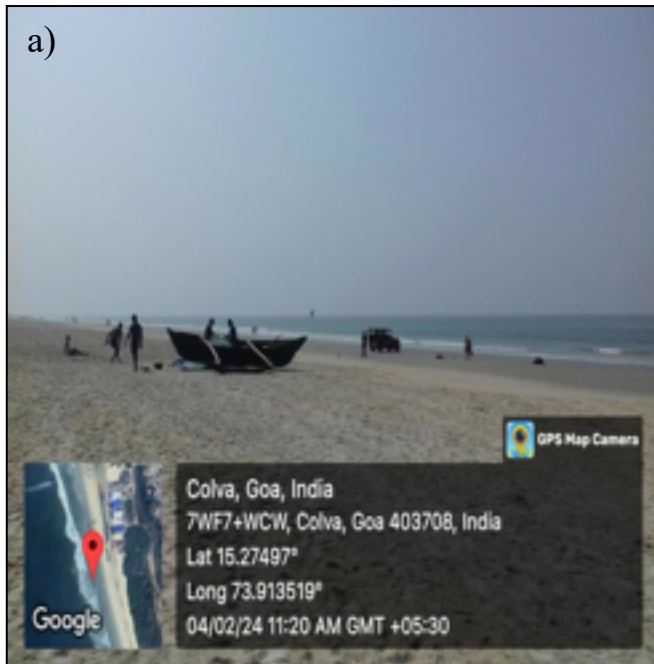 a)
GPS Map Camera
Colva, Goa, India
7WF7+WCW, Colva, Goa 403708, India
Lat 15.27497°
Long 73.913519°
04/02/24 11:20 AM GMT +05:30
Google